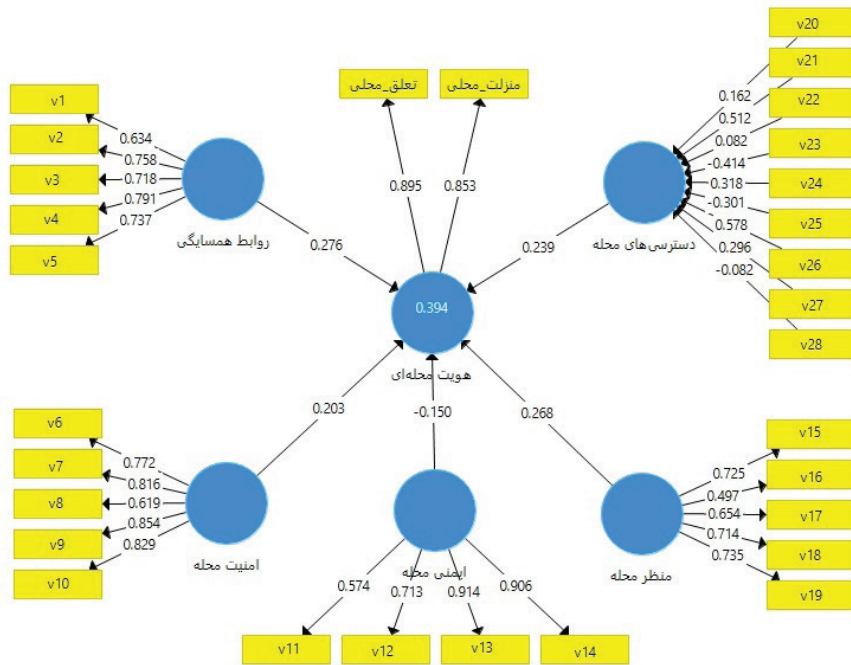 v1
v2
v3
v4
v5
0.634
0.758
0.718
0.791
0.737
روابط همسایگی
تعلق_محلی
منزلت_محلی
0.895
0.853
v20
v21
v22
v23
v24
v25
v26
v27
v28
0.162
0.512
0.082
-0.414
0.318
-0.301
0.578
0.296
-0.082
دسترسی‌های محله
0.276
0.239
0.394
هویت محله‌ای
0.203
-0.150
0.268
v6
v7
v8
v9
v10
0.772
0.816
0.619
0.854
0.829
امنیت محله
ایمنی محله
0.574
0.713
0.914
0.906
v11
v12
v13
v14
منظر محله
0.725
0.497
0.654
0.714
0.735
v15
v16
v17
v18
v19